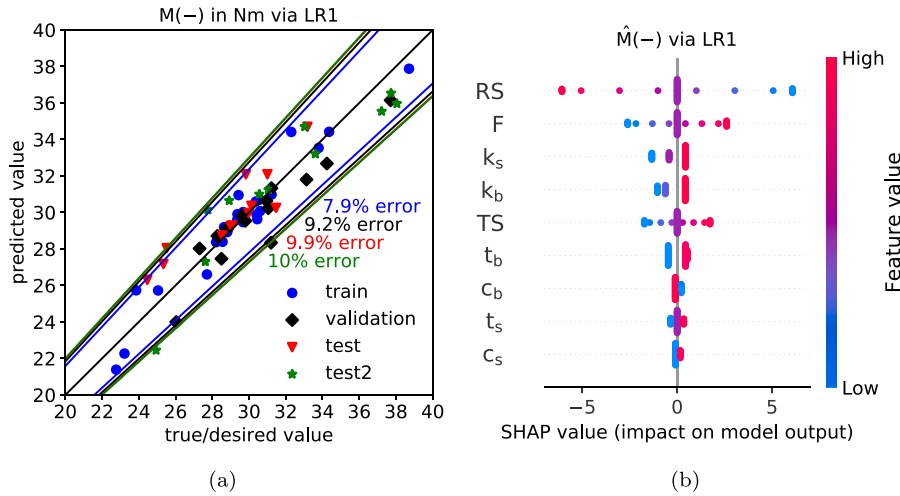 M(−) in Nm via LR1
predicted value
40
38
36
34
32
30
28
26
24
22
20
7.9% error
9.2% error
9.9% error
10% error
train
validation
test
test2
20 22 24 26 28 30 32 34 36 38 40
true/desired value
(a)
M̂(−) via LR1
RS
F
kₛ
k_b
TS
t_b
c_b
tₛ
cₛ
−5 0 5
SHAP value (impact on model output)
High
Low
Feature value
(b)